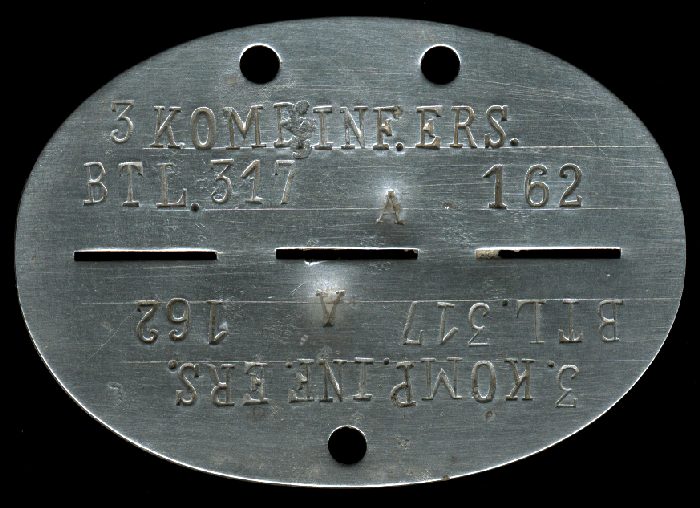 3 KOMP.INF.ERS.
BTL.317 A 162
BTL.317 A 162
3.KOMP.INF.ERS.